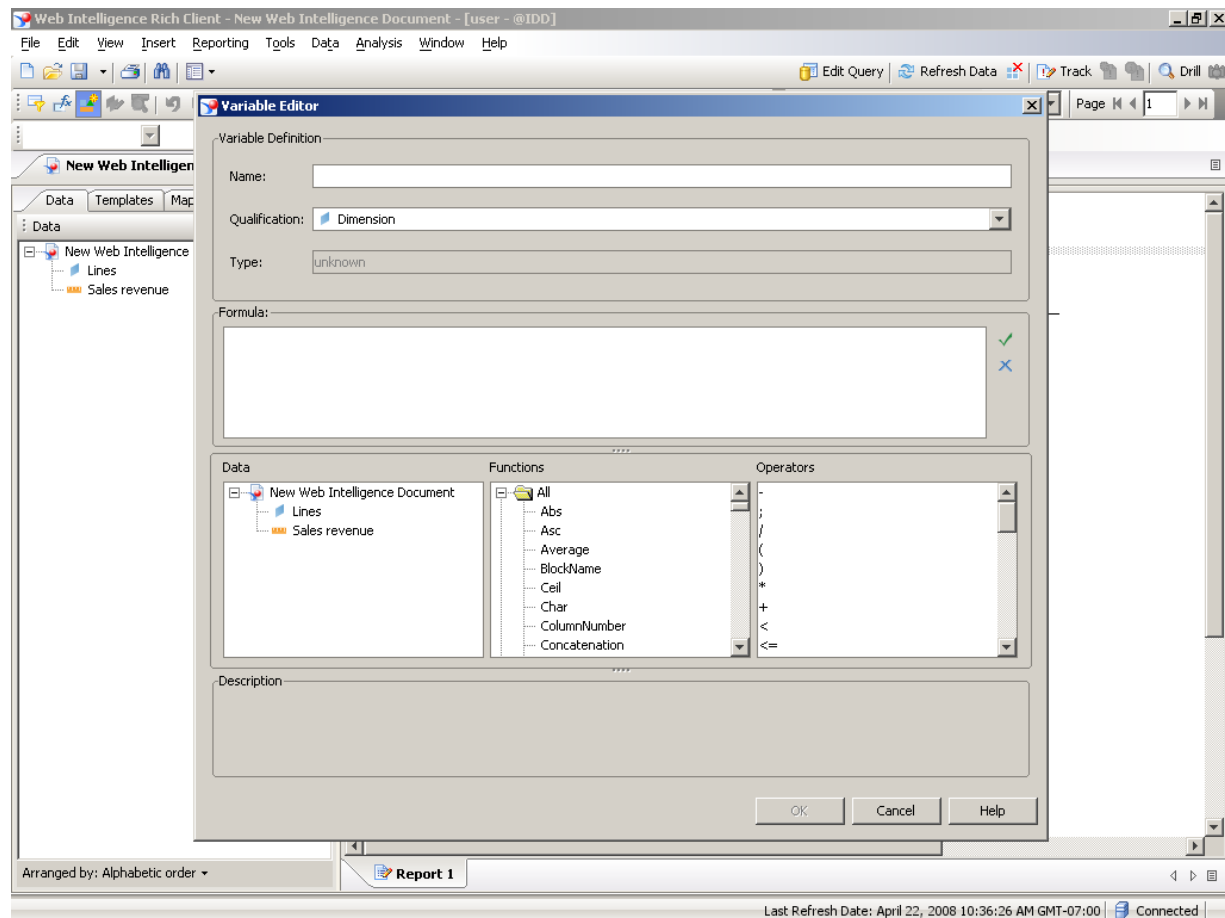 Web Intelligence Rich Client - New Web Intelligence Document - [user - @IDD]
File Edit View Insert Reporting Tools Data Analysis Window Help
Edit Query Refresh Data Track Drill
Variable Editor
Page 1
Variable Definition
New Web Intelligen
Name:
Data Templates Map
Qualification: Dimension
Data
New Web Intelligence
Type: unknown
Lines
Sales revenue
Formula:
Data Functions Operators
New Web Intelligence Document All -
Lines Abs ;
Sales revenue Asc /
Average (
BlockName )
Ceil *
Char +
ColumnNumber <
Concatenation <=
Description
OK Cancel Help
Arranged by: Alphabetic order
Report 1
Last Refresh Date: April 22, 2008 10:36:26 AM GMT-07:00 Connected